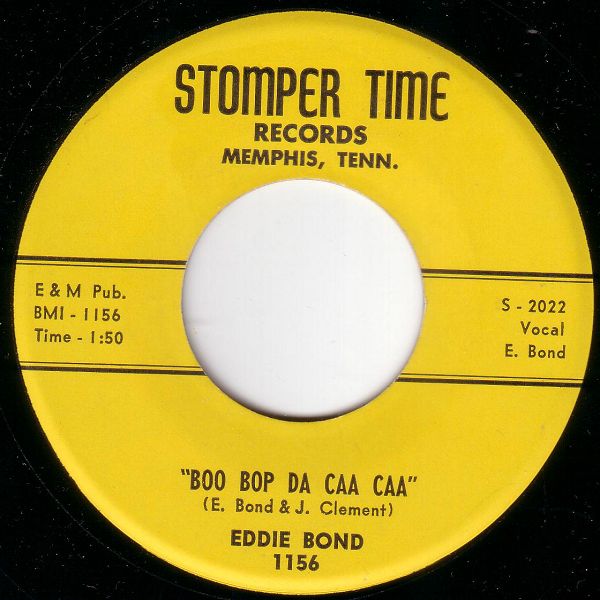 STOMPER TIME
RECORDS
MEMPHIS, TENN.
E & M Pub.
BMI - 1156
Time - 1:50
S - 2022
Vocal
E. Bond
"BOO BOP DA CAA CAA"
(E. Bond & J. Clement)
EDDIE BOND
1156